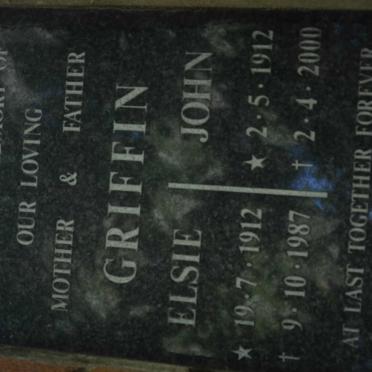 OUR LOVING
MOTHER & FATHER
GRIFFIN
ELSIE JOHN
★ 19·7·1912 ★ 2·5·1912
† 9·10·1987 † 2·4·2000
AT LAST TOGETHER FOREVER